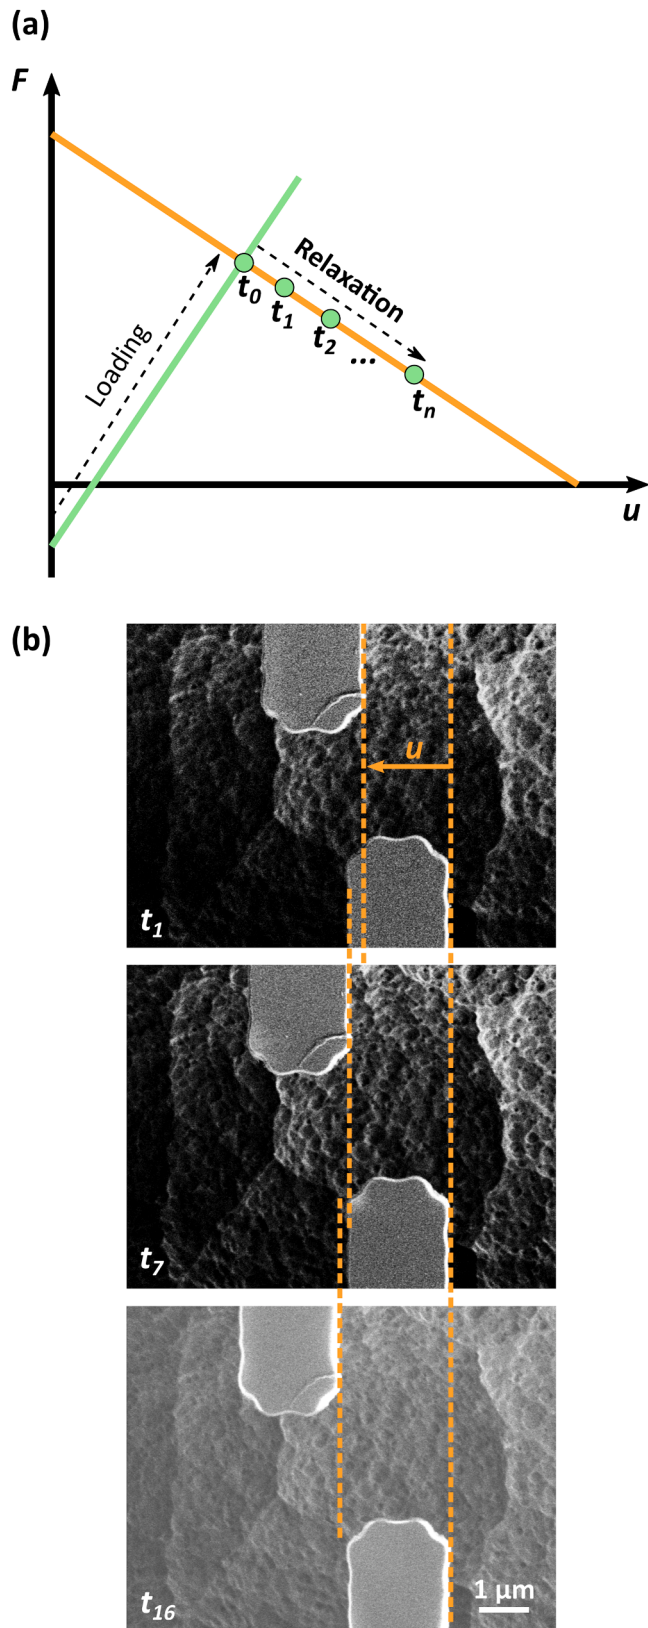 (a)
F
Loading
Relaxation
t0
t1
t2
...
tn
u
(b)
u
t1
t7
t16
1 µm